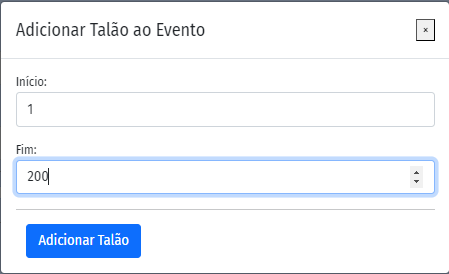 Adicionar Talão ao Evento
×
Início:
1
Fim:
200
Adicionar Talão